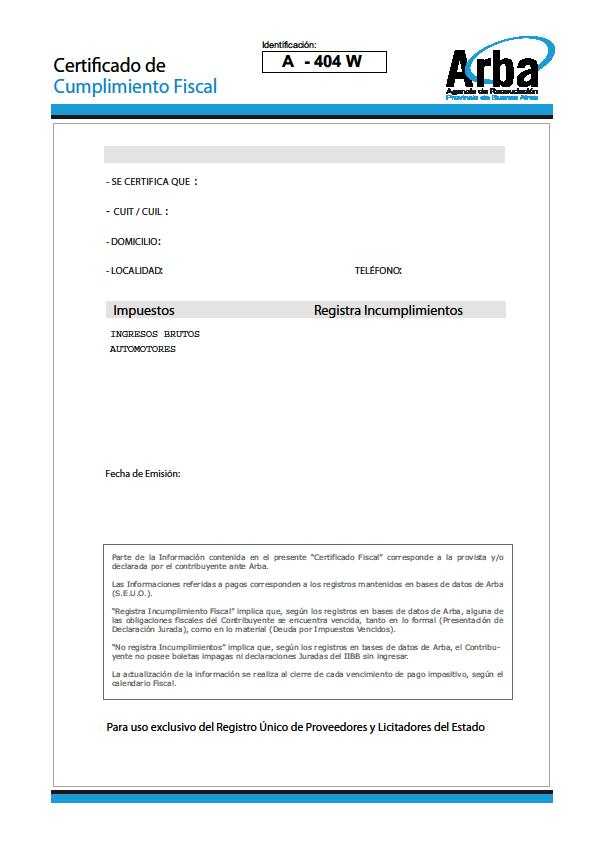 Certificado de
Cumplimiento Fiscal
Identificación:
A - 404 W
Arba
Agencia de Recaudación
Provincia de Buenos Aires
- SE CERTIFICA QUE :
- CUIT / CUIL :
- DOMICILIO:
- LOCALIDAD: TELÉFONO:
Impuestos Registra Incumplimientos
INGRESOS BRUTOS
AUTOMOTORES
Fecha de Emisión:
Parte de la Información contenida en el presente “Certificado Fiscal” corresponde a la provista y/o
declarada por el contribuyente ante Arba.
Las Informaciones referidas a pagos corresponden a los registros mantenidos en bases de datos de Arba
(S.E.U.O.).
“Registra Incumplimiento Fiscal” implica que, según los registros en bases de datos de Arba, alguna de
las obligaciones fiscales del Contribuyente se encuentra vencida, tanto en lo formal (Presentadón de
Declaración Jurada), como en lo material (Deuda por Impuestos Vencidos).
“No registra Incumplimientos” implica que, según los registros en bases de datos de Arba, el Contribu-
yente no posee boletas impagas ni declaraciones Juradas del IIBB sin ingresar.
La actualización de la información se realiza al cierre de cada vencimiento de pago impositivo, según el
calendario Fiscal.
Para uso exclusivo del Registro Único de Proveedores y Licitadores del Estado